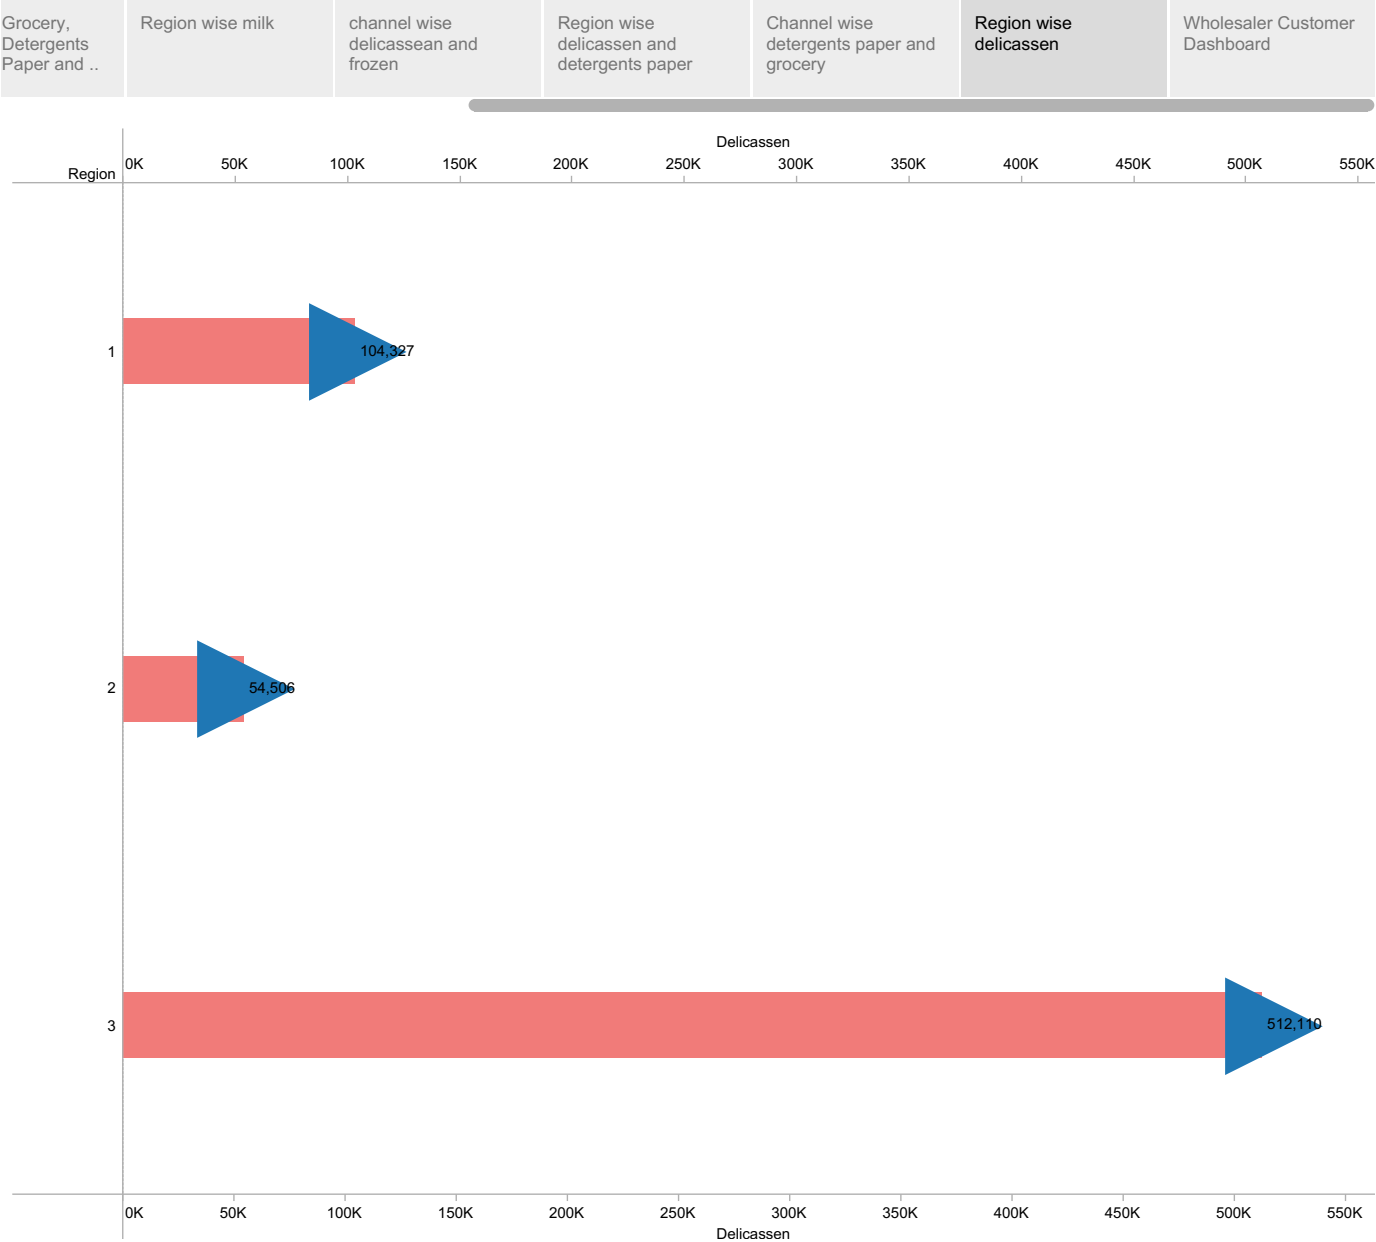 Grocery,
Detergents
Paper and ..
Region wise milk
channel wise
delicassean and
frozen
Region wise
delicassen and
detergents paper
Channel wise
detergents paper and
grocery
Region wise
delicassen
Wholesaler Customer
Dashboard
Delicassen
0K 50K 100K 150K 200K 250K 300K 350K 400K 450K 500K 550K
Region
1 104,327
2 54,506
3 512,110
0K 50K 100K 150K 200K 250K 300K 350K 400K 450K 500K 550K
Delicassen